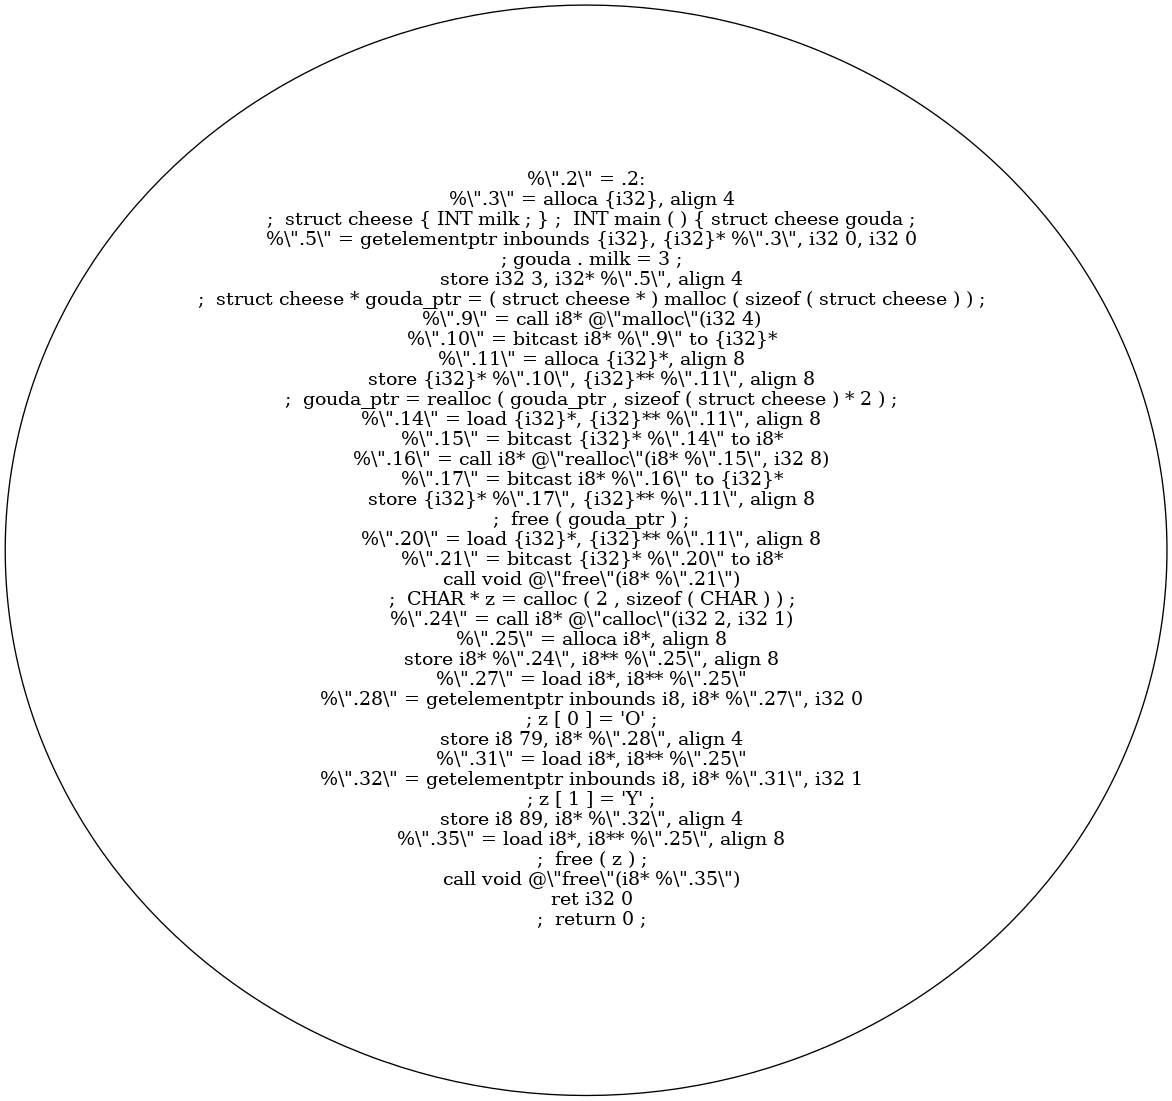 %\".2\" = .2:
%\".3\" = alloca {i32}, align 4
;  struct cheese { INT milk ; } ;  INT main ( ) { struct cheese gouda ;
%\".5\" = getelementptr inbounds {i32}, {i32}* %\".3\", i32 0, i32 0
; gouda . milk = 3 ;
store i32 3, i32* %\".5\", align 4
;  struct cheese * gouda_ptr = ( struct cheese * ) malloc ( sizeof ( struct cheese ) ) ;
%\".9\" = call i8* @\"malloc\"(i32 4)
%\".10\" = bitcast i8* %\".9\" to {i32}*
%\".11\" = alloca {i32}*, align 8
store {i32}* %\".10\", {i32}** %\".11\", align 8
;  gouda_ptr = realloc ( gouda_ptr , sizeof ( struct cheese ) * 2 ) ;
%\".14\" = load {i32}*, {i32}** %\".11\", align 8
%\".15\" = bitcast {i32}* %\".14\" to i8*
%\".16\" = call i8* @\"realloc\"(i8* %\".15\", i32 8)
%\".17\" = bitcast i8* %\".16\" to {i32}*
store {i32}* %\".17\", {i32}** %\".11\", align 8
;  free ( gouda_ptr ) ;
%\".20\" = load {i32}*, {i32}** %\".11\", align 8
%\".21\" = bitcast {i32}* %\".20\" to i8*
call void @\"free\"(i8* %\".21\")
;  CHAR * z = calloc ( 2 , sizeof ( CHAR ) ) ;
%\".24\" = call i8* @\"calloc\"(i32 2, i32 1)
%\".25\" = alloca i8*, align 8
store i8* %\".24\", i8** %\".25\", align 8
%\".27\" = load i8*, i8** %\".25\"
%\".28\" = getelementptr inbounds i8, i8* %\".27\", i32 0
; z [ 0 ] = 'O' ;
store i8 79, i8* %\".28\", align 4
%\".31\" = load i8*, i8** %\".25\"
%\".32\" = getelementptr inbounds i8, i8* %\".31\", i32 1
; z [ 1 ] = 'Y' ;
store i8 89, i8* %\".32\", align 4
%\".35\" = load i8*, i8** %\".25\", align 8
;  free ( z ) ;
call void @\"free\"(i8* %\".35\")
ret i32 0
;  return 0 ;